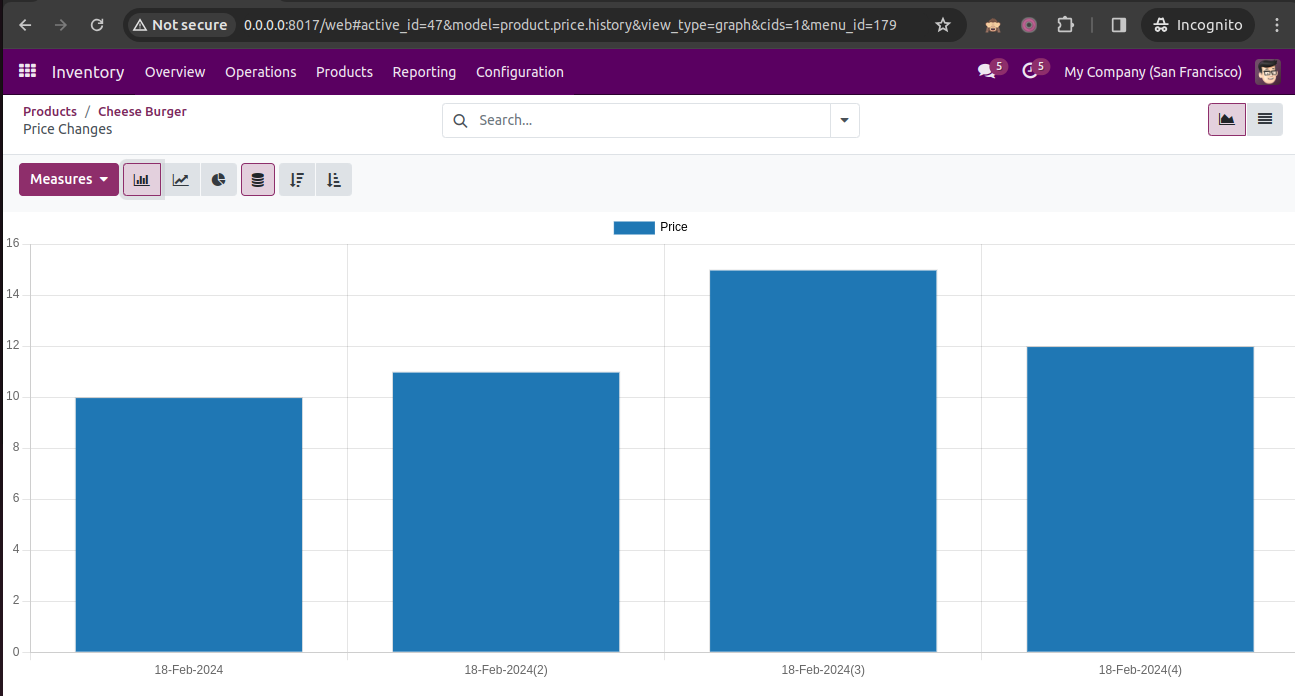 Not secure 0.0.0.0:8017/web#active_id=47&model=product.price.history&view_type=graph&cids=1&menu_id=179 Incognito
Inventory Overview Operations Products Reporting Configuration 5 5 My Company (San Francisco)
Products / Cheese Burger
Price Changes
Search...
Measures
Price
16
14
12
10
8
6
4
2
0
18-Feb-2024 18-Feb-2024(2) 18-Feb-2024(3) 18-Feb-2024(4)